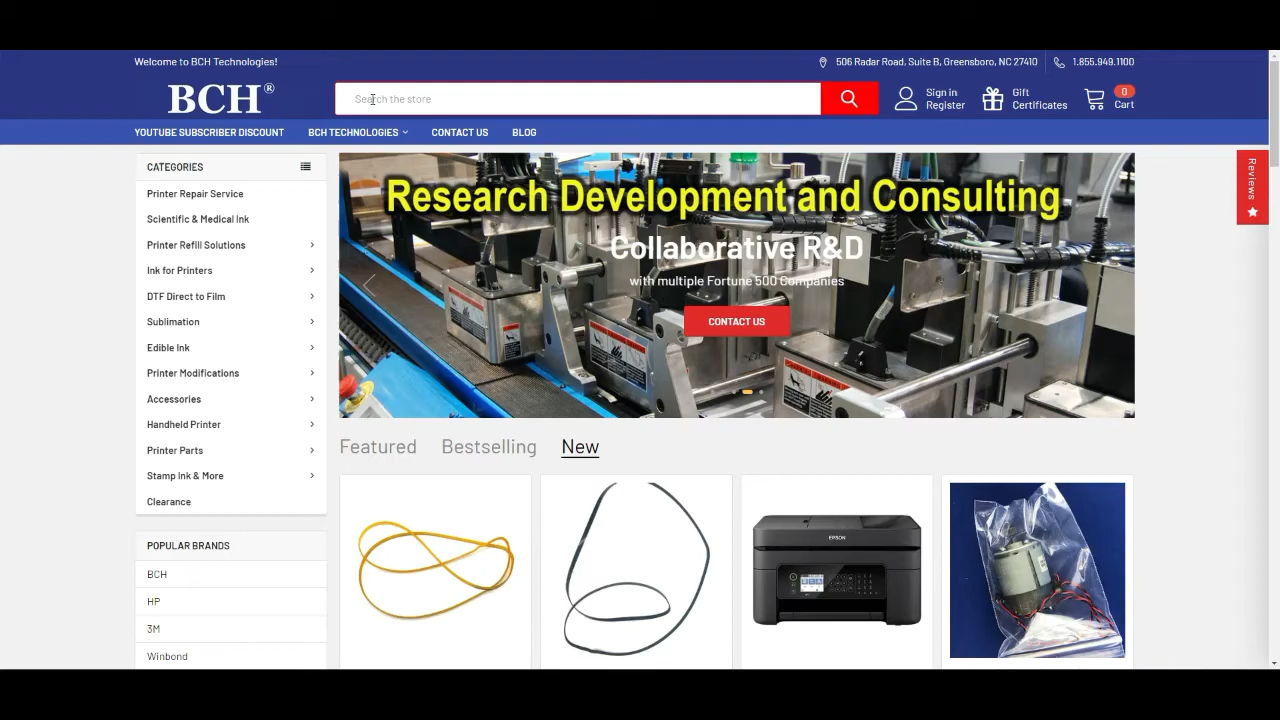 Welcome to BCH Technologies!
506 Radar Road, Suite B, Greensboro, NC 27410
1.855.949.1100
BCH®
Search the store
Sign in
Register
Gift
Certificates
0
Cart
YOUTUBE SUBSCRIBER DISCOUNT
BCH TECHNOLOGIES
CONTACT US
BLOG
CATEGORIES
Printer Repair Service
Scientific & Medical Ink
Printer Refill Solutions
Ink for Printers
DTF Direct to Film
Sublimation
Edible Ink
Printer Modifications
Accessories
Handheld Printer
Printer Parts
Stamp Ink & More
Clearance
POPULAR BRANDS
BCH
HP
3M
Winbond
Research Development and Consulting
Collaborative R&D
with multiple Fortune 500 Companies
CONTACT US
Reviews
Featured
Bestselling
New
EPSON